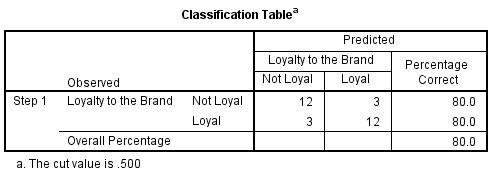 Classification Tablea
Predicted
Loyalty to the Brand
Percentage
Correct
Observed
Not Loyal
Loyal
Step 1 Loyalty to the Brand Not Loyal 12 3 80.0
Loyal 3 12 80.0
Overall Percentage 80.0
a. The cut value is .500